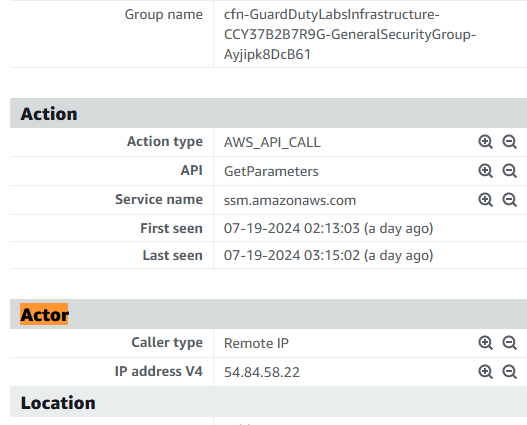 Group name cfn-GuardDutyLabsInfrastructure-
CCY37B2B7R9G-GeneralSecurityGroup-
Ayjipk8DcB61
Action
Action type AWS_API_CALL
API GetParameters
Service name ssm.amazonaws.com
First seen 07-19-2024 02:13:03 (a day ago)
Last seen 07-19-2024 03:15:02 (a day ago)
Actor
Caller type Remote IP
IP address V4 54.84.58.22
Location